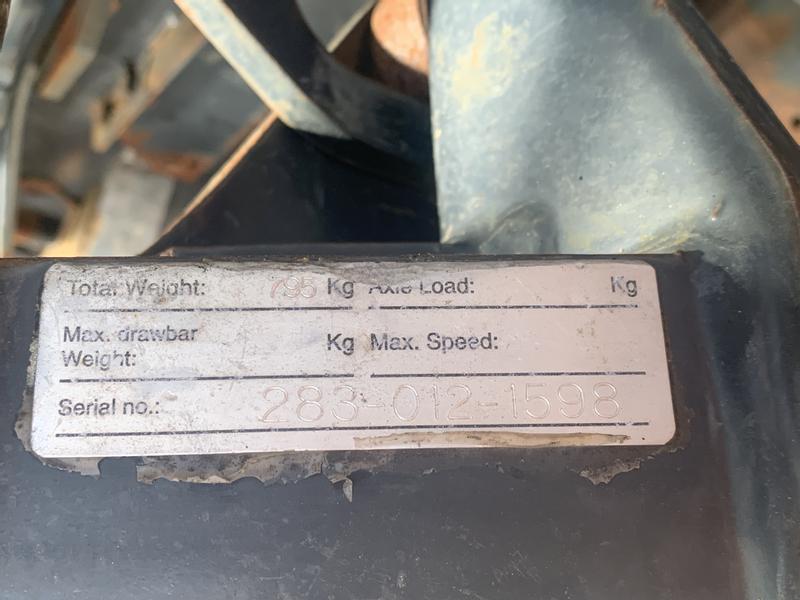 Total Weight: 795 Kg Axle Load: Kg
Max. drawbar
Weight: Kg Max. Speed:
Serial no.: 283-012-1598